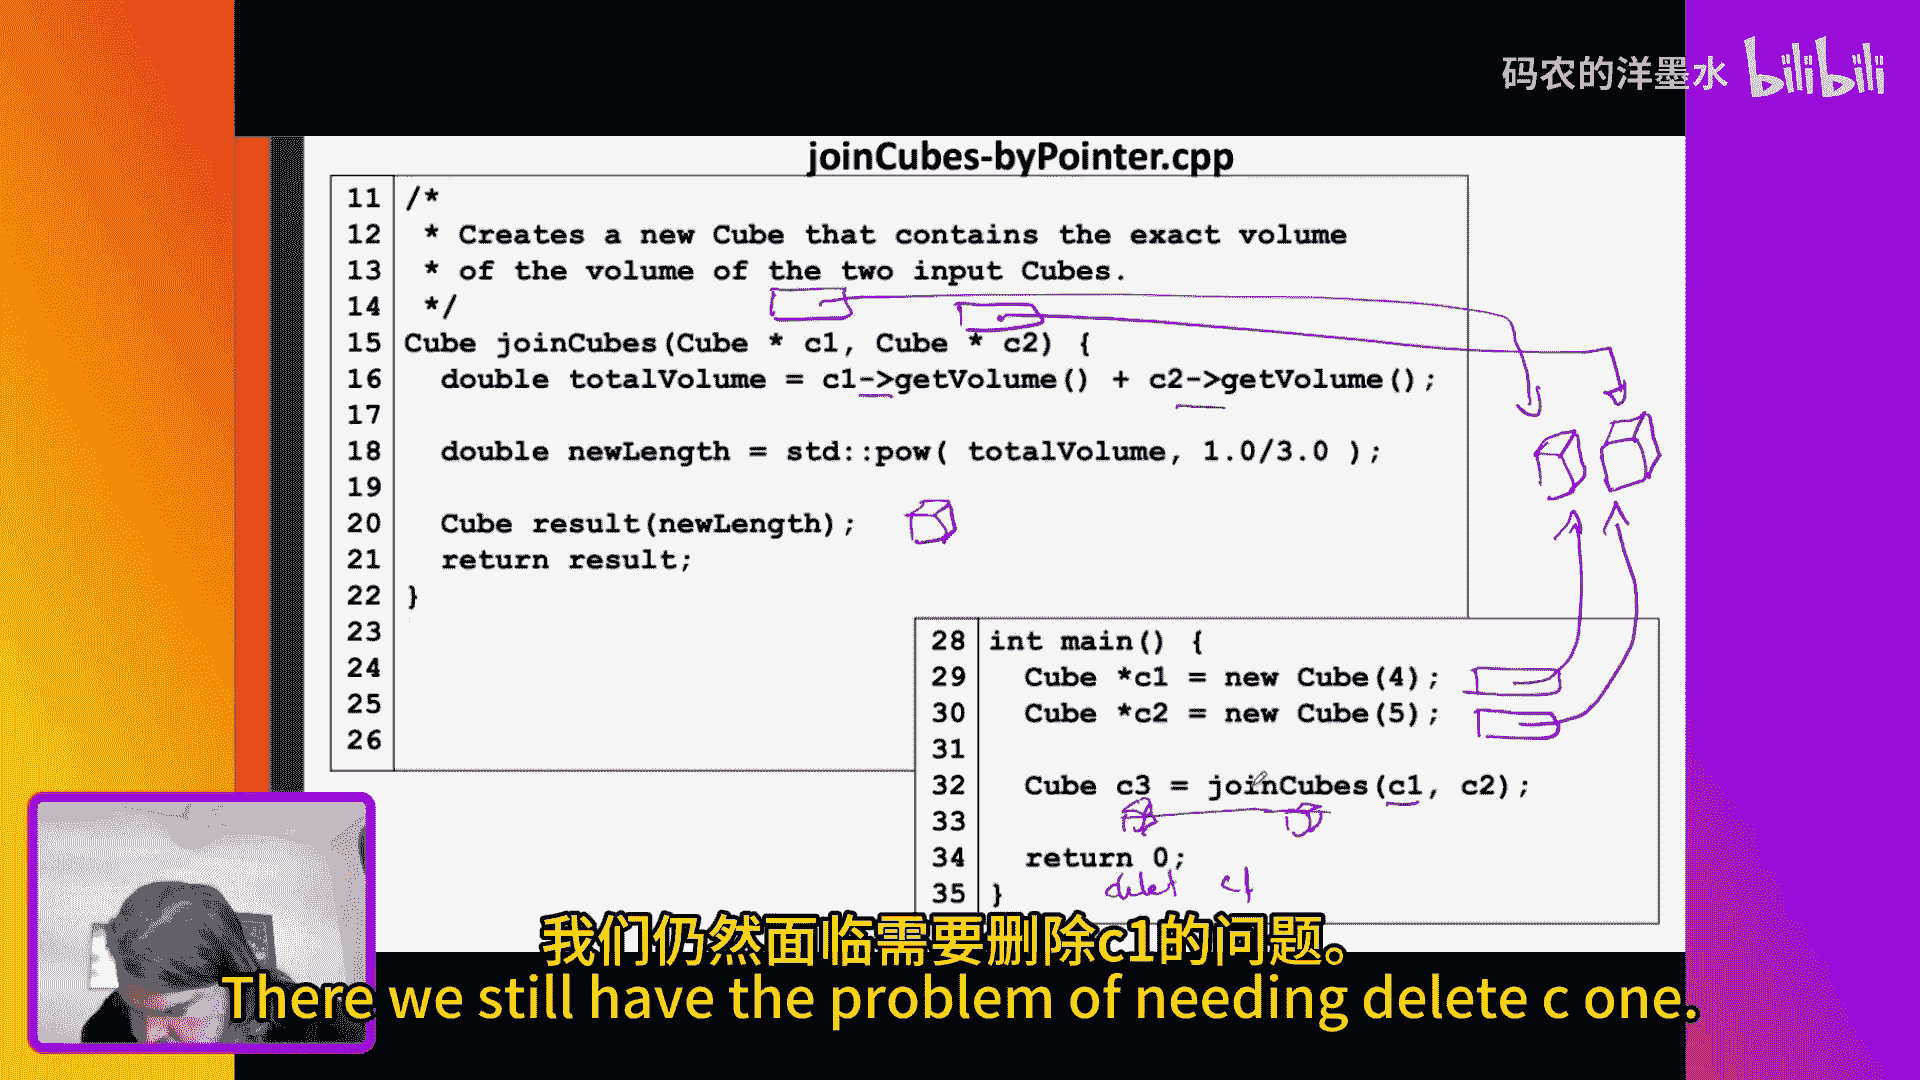 码农的洋墨水 bilibili
joinCubes-byPointer.cpp
11 /*
12 * Creates a new Cube that contains the exact volume
13 * of the volume of the two input Cubes.
14 */
15 Cube joinCubes(Cube * c1, Cube * c2) {
16 double totalVolume = c1->getVolume() + c2->getVolume();
17
18 double newLength = std::pow( totalVolume, 1.0/3.0 );
19
20 Cube result(newLength);
21 return result;
22 }
23
24
25
26
28 int main() {
29 Cube *c1 = new Cube(4);
30 Cube *c2 = new Cube(5);
31
32 Cube c3 = joinCubes(c1, c2);
33
34 return 0;
35 }
delet c1
我们仍然面临需要删除c1的问题。
There we still have the problem of needing delete c one.